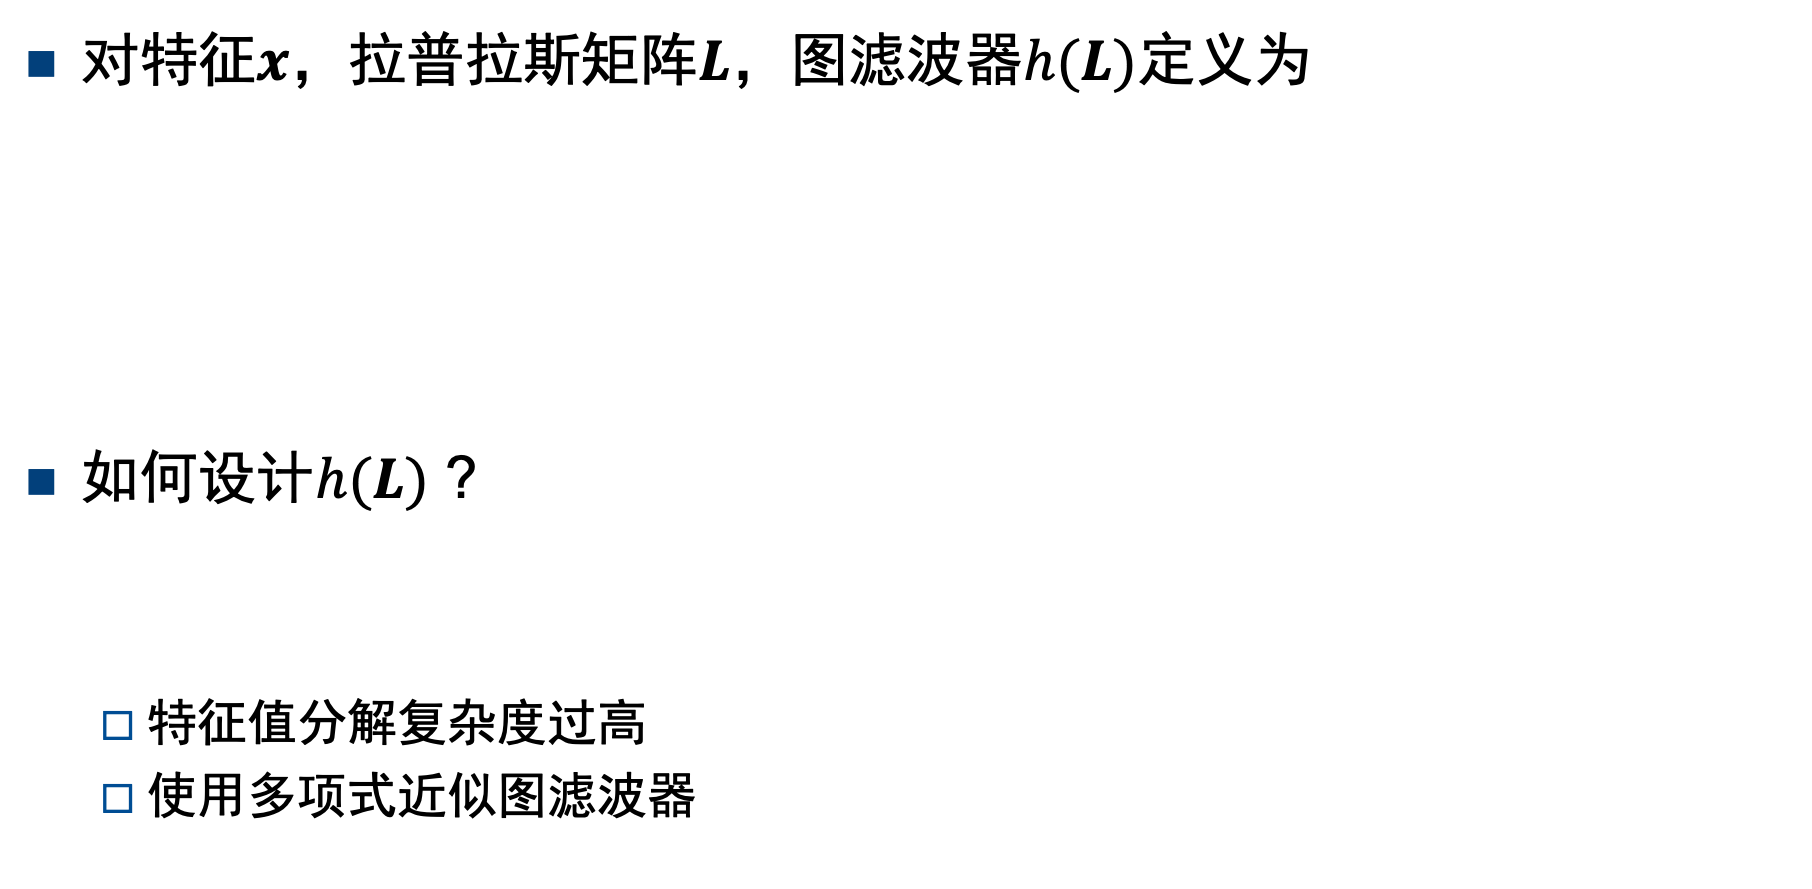 ■ 对特征x，拉普拉斯矩阵L，图滤波器h(L)定义为
■ 如何设计h(L)？
□ 特征值分解复杂度过高
□ 使用多项式近似图滤波器